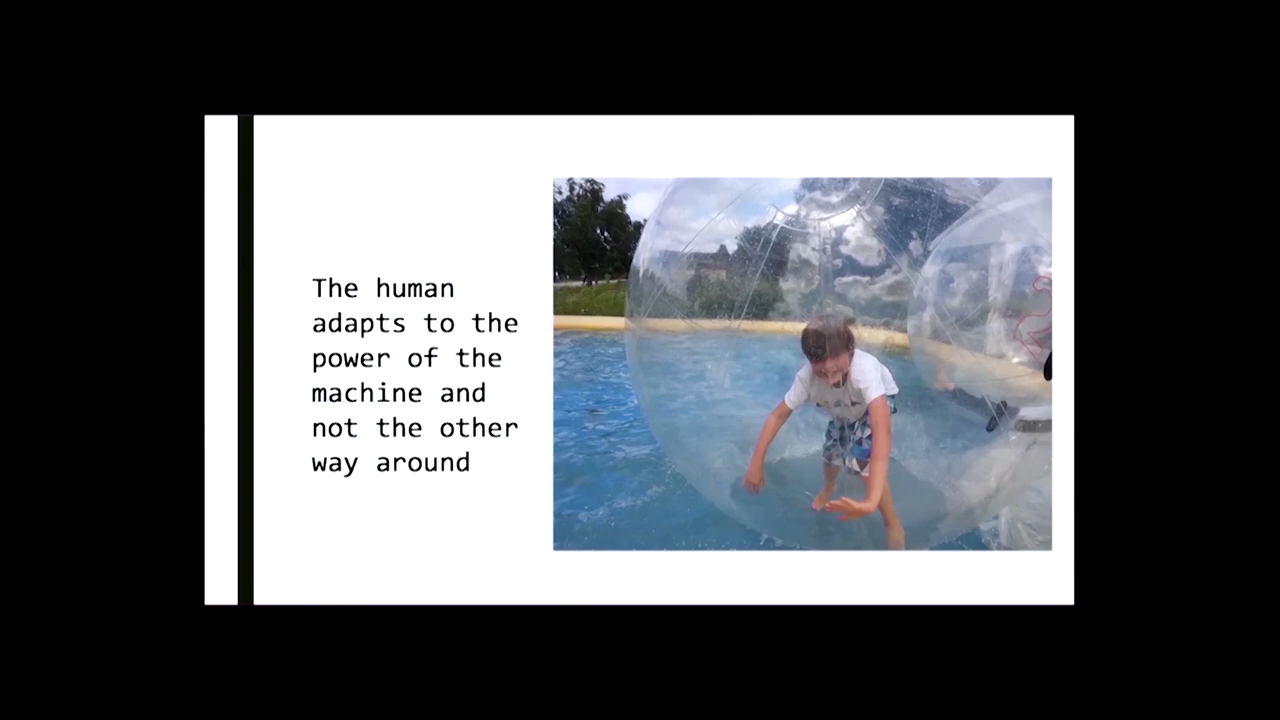 The human
adapts to the
power of the
machine and
not the other
way around